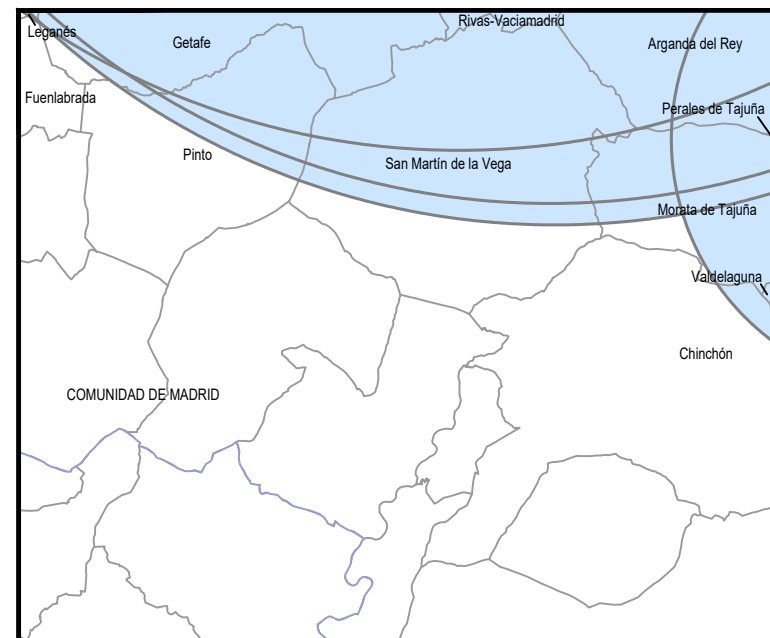 Rivas-Vaciamadrid
Leganés
Getafe
Arganda del Rey
Fuenlabrada
Perales de Tajuña
Pinto
San Martín de la Vega
Morata de Tajuña
Valdelaguna
Chinchón
COMUNIDAD DE MADRID